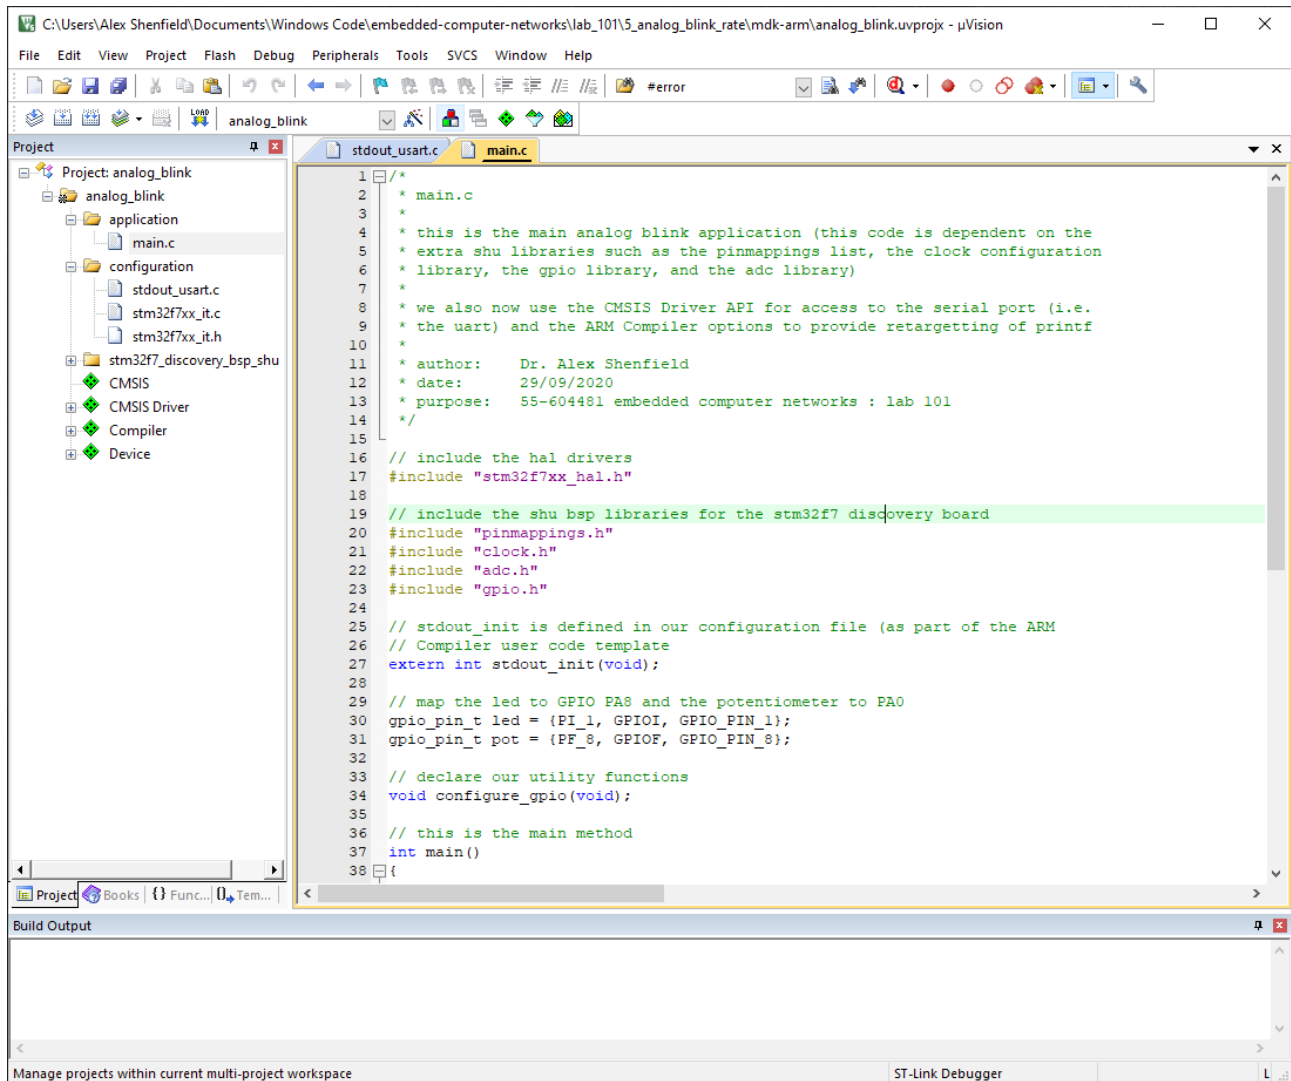 C:\Users\Alex Shenfield\Documents\Windows Code\embedded-computer-networks\lab_101\5_analog_blink_rate\mdk-arm\analog_blink.uvprojx - µVision
File Edit View Project Flash Debug Peripherals Tools SVCS Window Help
#error
LOAD analog_blink
Project
Project: analog_blink
analog_blink
application
main.c
configuration
stdout_usart.c
stm32f7xx_it.c
stm32f7xx_it.h
stm32f7_discovery_bsp_shu
CMSIS
CMSIS Driver
Compiler
Device
Project Books {} Func... Tem...
stdout_usart.c main.c
1 /*
2 * main.c
3 *
4 * this is the main analog blink application (this code is dependent on the
5 * extra shu libraries such as the pinmappings list, the clock configuration
6 * library, the gpio library, and the adc library)
7 *
8 * we also now use the CMSIS Driver API for access to the serial port (i.e.
9 * the uart) and the ARM Compiler options to provide retargetting of printf
10 *
11 * author: Dr. Alex Shenfield
12 * date: 29/09/2020
13 * purpose: 55-604481 embedded computer networks : lab 101
14 */
15
16 // include the hal drivers
17 #include "stm32f7xx_hal.h"
18
19 // include the shu bsp libraries for the stm32f7 discovery board
20 #include "pinmappings.h"
21 #include "clock.h"
22 #include "adc.h"
23 #include "gpio.h"
24
25 // stdout_init is defined in our configuration file (as part of the ARM
26 // Compiler user code template
27 extern int stdout_init(void);
28
29 // map the led to GPIO PA8 and the potentiometer to PA0
30 gpio_pin_t led = {PI_1, GPIOI, GPIO_PIN_1};
31 gpio_pin_t pot = {PF_8, GPIOF, GPIO_PIN_8};
32
33 // declare our utility functions
34 void configure_gpio(void);
35
36 // this is the main method
37 int main()
38 {
Build Output
Manage projects within current multi-project workspace ST-Link Debugger L